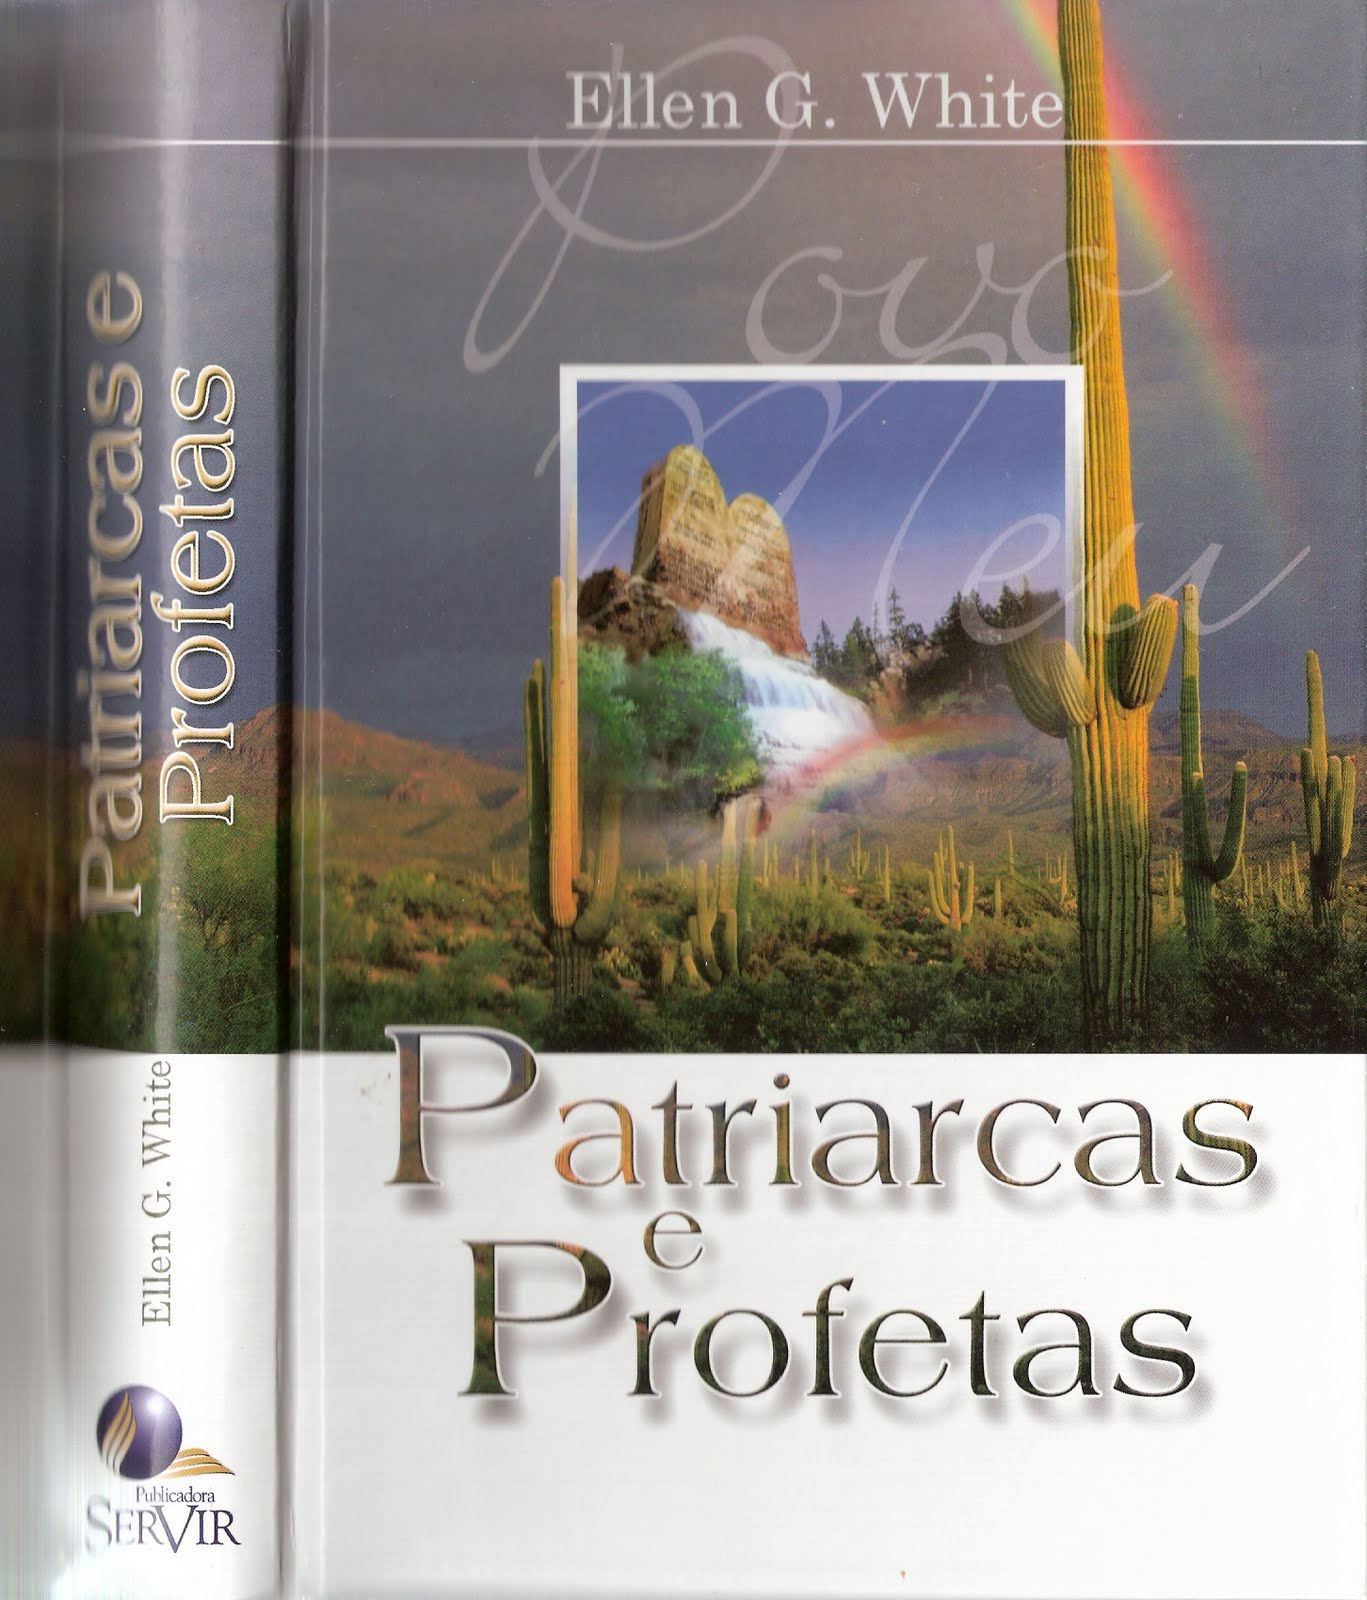 Patriarcas e
Profetas
Ellen G. White
Publicadora
SerVir
Ellen G. White
Povo
Meu
Patriarcas
e
Profetas